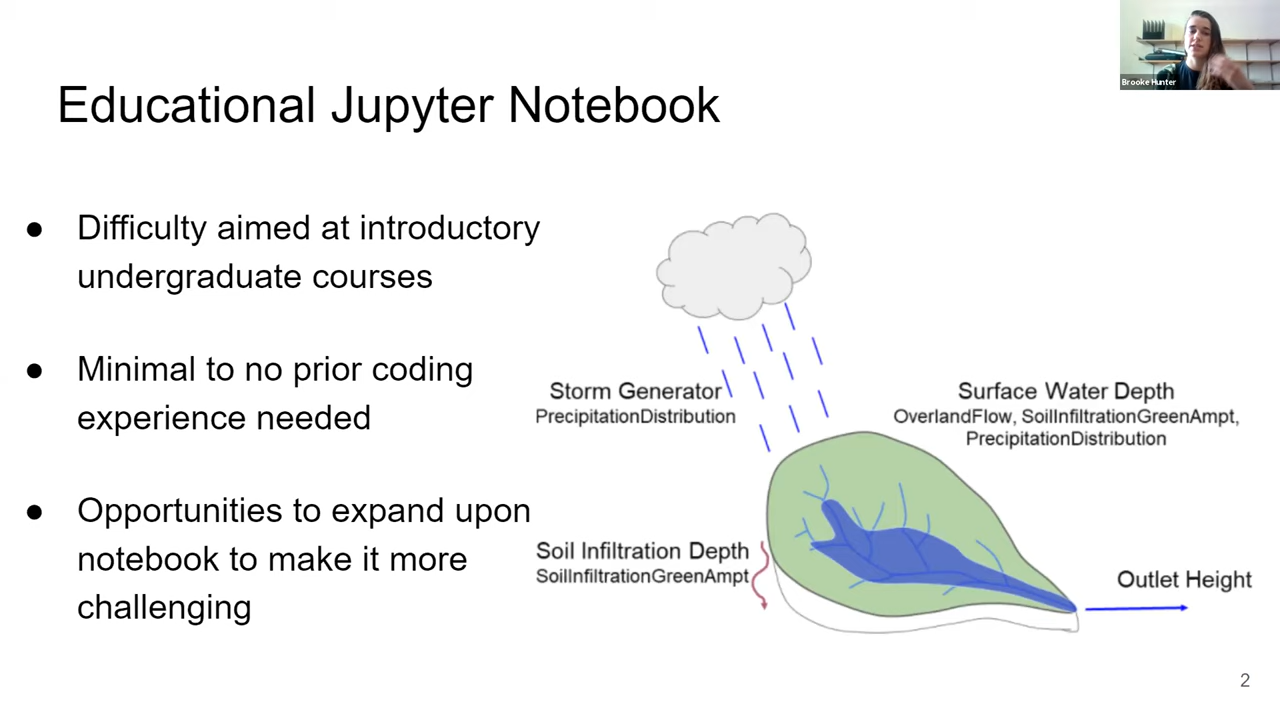 Brooke Hunter
Educational Jupyter Notebook
● Difficulty aimed at introductory
undergraduate courses
● Minimal to no prior coding
experience needed
● Opportunities to expand upon
notebook to make it more
challenging
Storm Generator
PrecipitationDistribution
Surface Water Depth
OverlandFlow, SoilInfiltrationGreenAmpt,
PrecipitationDistribution
Soil Infiltration Depth
SoilInfiltrationGreenAmpt
Outlet Height
2